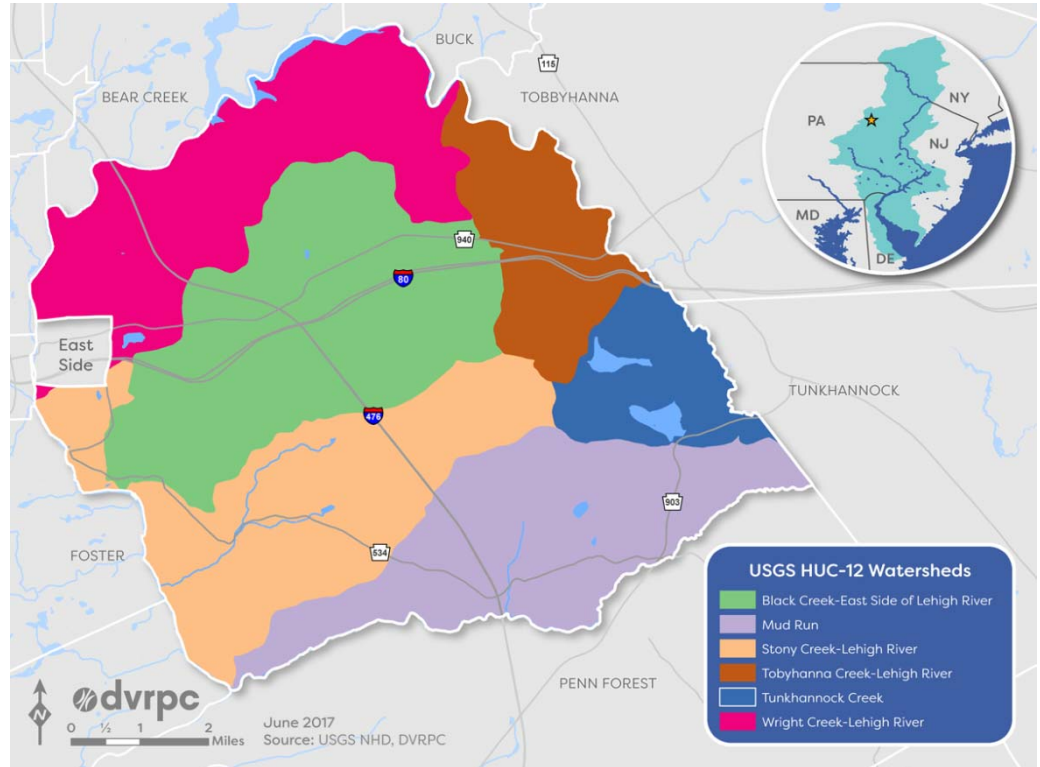 BUCK
115
BEAR CREEK
TOBBYHANNA
NY
PA
NJ
MD
DE
940
80
East
Side
TUNKHANNOCK
476
903
FOSTER
534
PENN FOREST
USGS HUC-12 Watersheds
Black Creek-East Side of Lehigh River
Mud Run
Stony Creek-Lehigh River
Tobyhanna Creek-Lehigh River
Tunkhannock Creek
Wright Creek-Lehigh River
N
dvrpc
0 ½ 1 2
Miles
June 2017
Source: USGS NHD, DVRPC